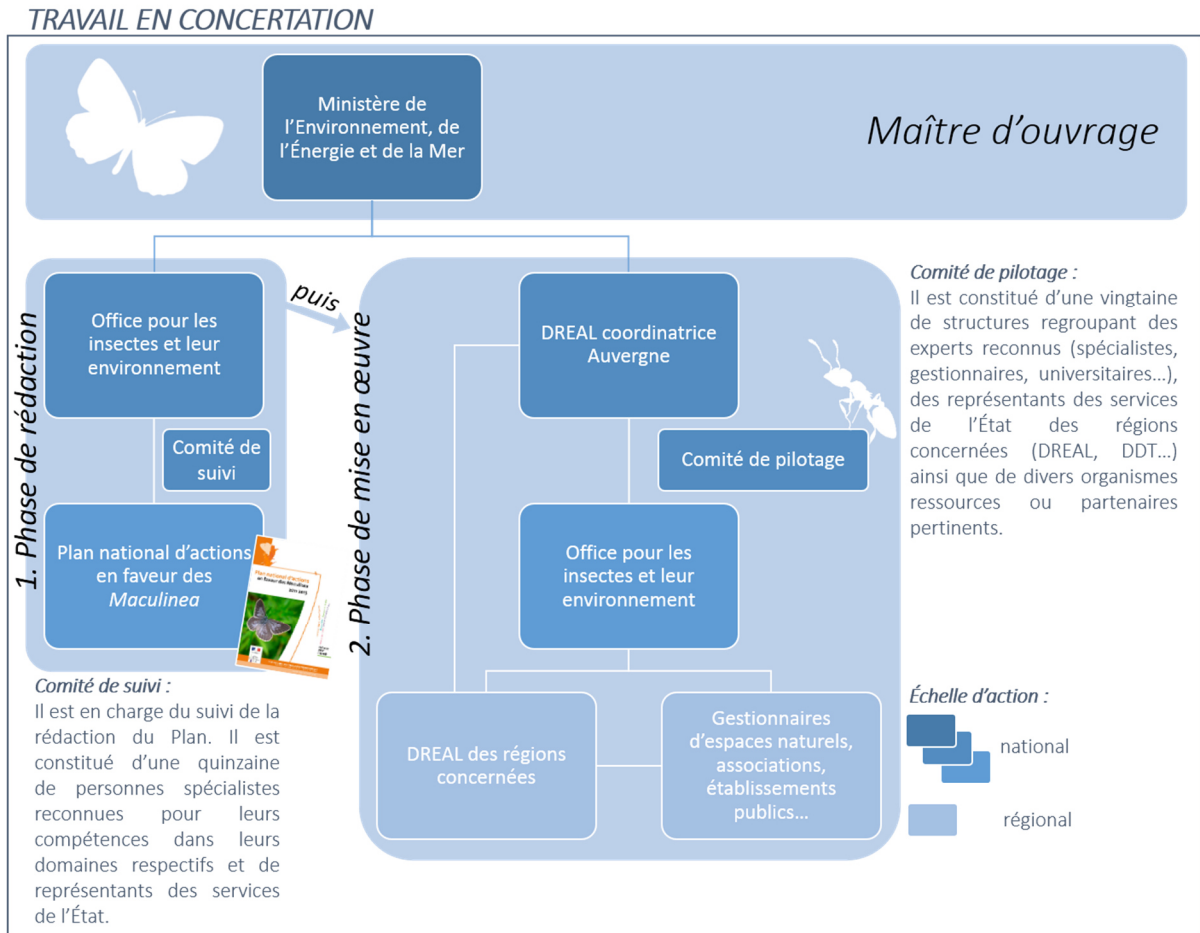 TRAVAIL EN CONCERTATION
Ministère de
l'Environnement, de
l'Énergie et de la Mer
Maître d'ouvrage
1. Phase de rédaction
Office pour les
insectes et leur
environnement
Comité de
suivi
Plan national d'actions
en faveur des
Maculinea
Plan national d'actions
en faveur des Maculinea
puis
2. Phase de mise en œuvre
DREAL coordinatrice
Auvergne
Comité de pilotage
Office pour les
insectes et leur
environnement
DREAL des régions
concernées
Gestionnaires
d'espaces naturels,
associations,
établissements
publics…
Comité de pilotage :
Il est constitué d'une vingtaine
de structures regroupant des
experts reconnus (spécialistes,
gestionnaires, universitaires…),
des représentants des services
de l'État des régions
concernées (DREAL, DDT…)
ainsi que de divers organismes
ressources ou partenaires
pertinents.
Comité de suivi :
Il est en charge du suivi de la
rédaction du Plan. Il est
constitué d'une quinzaine
de personnes spécialistes
reconnues pour leurs
compétences dans leurs
domaines respectifs et de
représentants des services
de l'État.
Échelle d'action :
national
régional